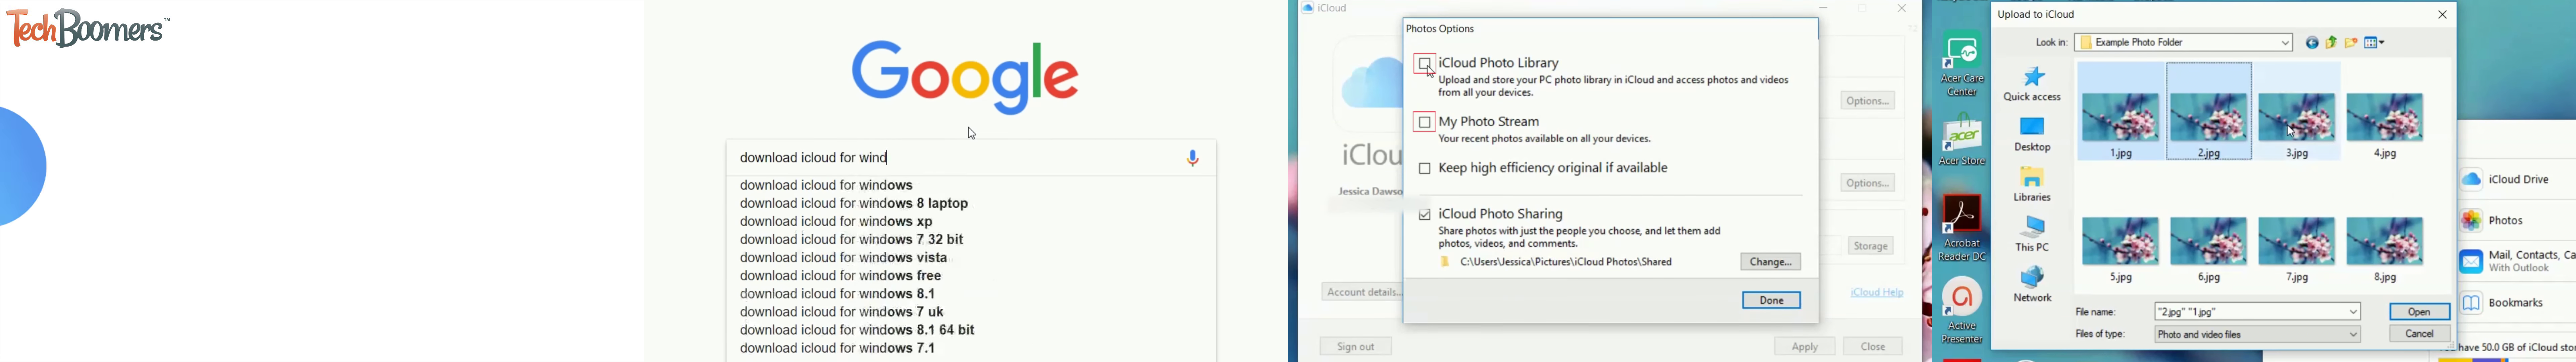 TechBoomers™
Google
download icloud for wind
download icloud for windows
download icloud for windows 8 laptop
download icloud for windows xp
download icloud for windows 7 32 bit
download icloud for windows vista
download icloud for windows free
download icloud for windows 8.1
download icloud for windows 7 uk
download icloud for windows 8.1 64 bit
download icloud for windows 7.1
iCloud
Photos Options
iCloud Photo Library
Upload and store your PC photo library in iCloud and access photos and videos
from all your devices.
My Photo Stream
Your recent photos available on all your devices.
Keep high efficiency original if available
iCloud Photo Sharing
Share photos with just the people you choose, and let them add
photos, videos, and comments.
C:\Users\Jessica\Pictures\iCloud Photos\Shared
Change...
Done
iClou
Jessica Dawso
Options...
Options...
Storage
Account details...
iCloud Help
Sign out
Apply
Close
Acer Care
Center
acer
Acer Store
Acrobat
Reader DC
Active
Presenter
Upload to iCloud
Look in:
Example Photo Folder
Quick access
Desktop
Libraries
This PC
Network
1.jpg
2.jpg
3.jpg
4.jpg
5.jpg
6.jpg
7.jpg
8.jpg
File name:
"2.jpg" "1.jpg"
Open
Files of type:
Photo and video files
Cancel
iCloud Drive
Photos
Mail, Contacts, Ca
With Outlook
Bookmarks
have 50.0 GB of iCloud stor